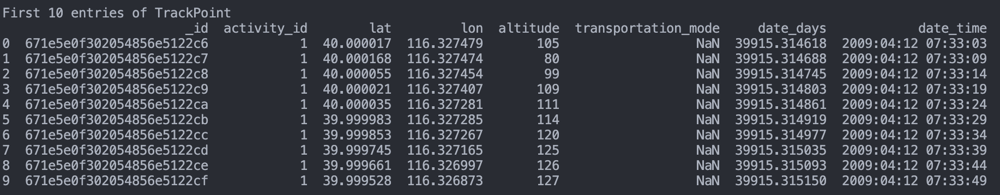 First 10 entries of TrackPoint
_id activity_id lat lon altitude transportation_mode date_days date_time
0 671e5e0f302054856e5122c6 1 40.000017 116.327479 105 NaN 39915.314618 2009:04:12 07:33:03
1 671e5e0f302054856e5122c7 1 40.000168 116.327474 80 NaN 39915.314688 2009:04:12 07:33:09
2 671e5e0f302054856e5122c8 1 40.000055 116.327454 99 NaN 39915.314745 2009:04:12 07:33:14
3 671e5e0f302054856e5122c9 1 40.000021 116.327407 109 NaN 39915.314803 2009:04:12 07:33:19
4 671e5e0f302054856e5122ca 1 40.000035 116.327281 111 NaN 39915.314861 2009:04:12 07:33:24
5 671e5e0f302054856e5122cb 1 39.999983 116.327285 114 NaN 39915.314919 2009:04:12 07:33:29
6 671e5e0f302054856e5122cc 1 39.999853 116.327267 120 NaN 39915.314977 2009:04:12 07:33:34
7 671e5e0f302054856e5122cd 1 39.999745 116.327165 125 NaN 39915.315035 2009:04:12 07:33:39
8 671e5e0f302054856e5122ce 1 39.999661 116.326997 126 NaN 39915.315093 2009:04:12 07:33:44
9 671e5e0f302054856e5122cf 1 39.999528 116.326873 127 NaN 39915.315150 2009:04:12 07:33:49